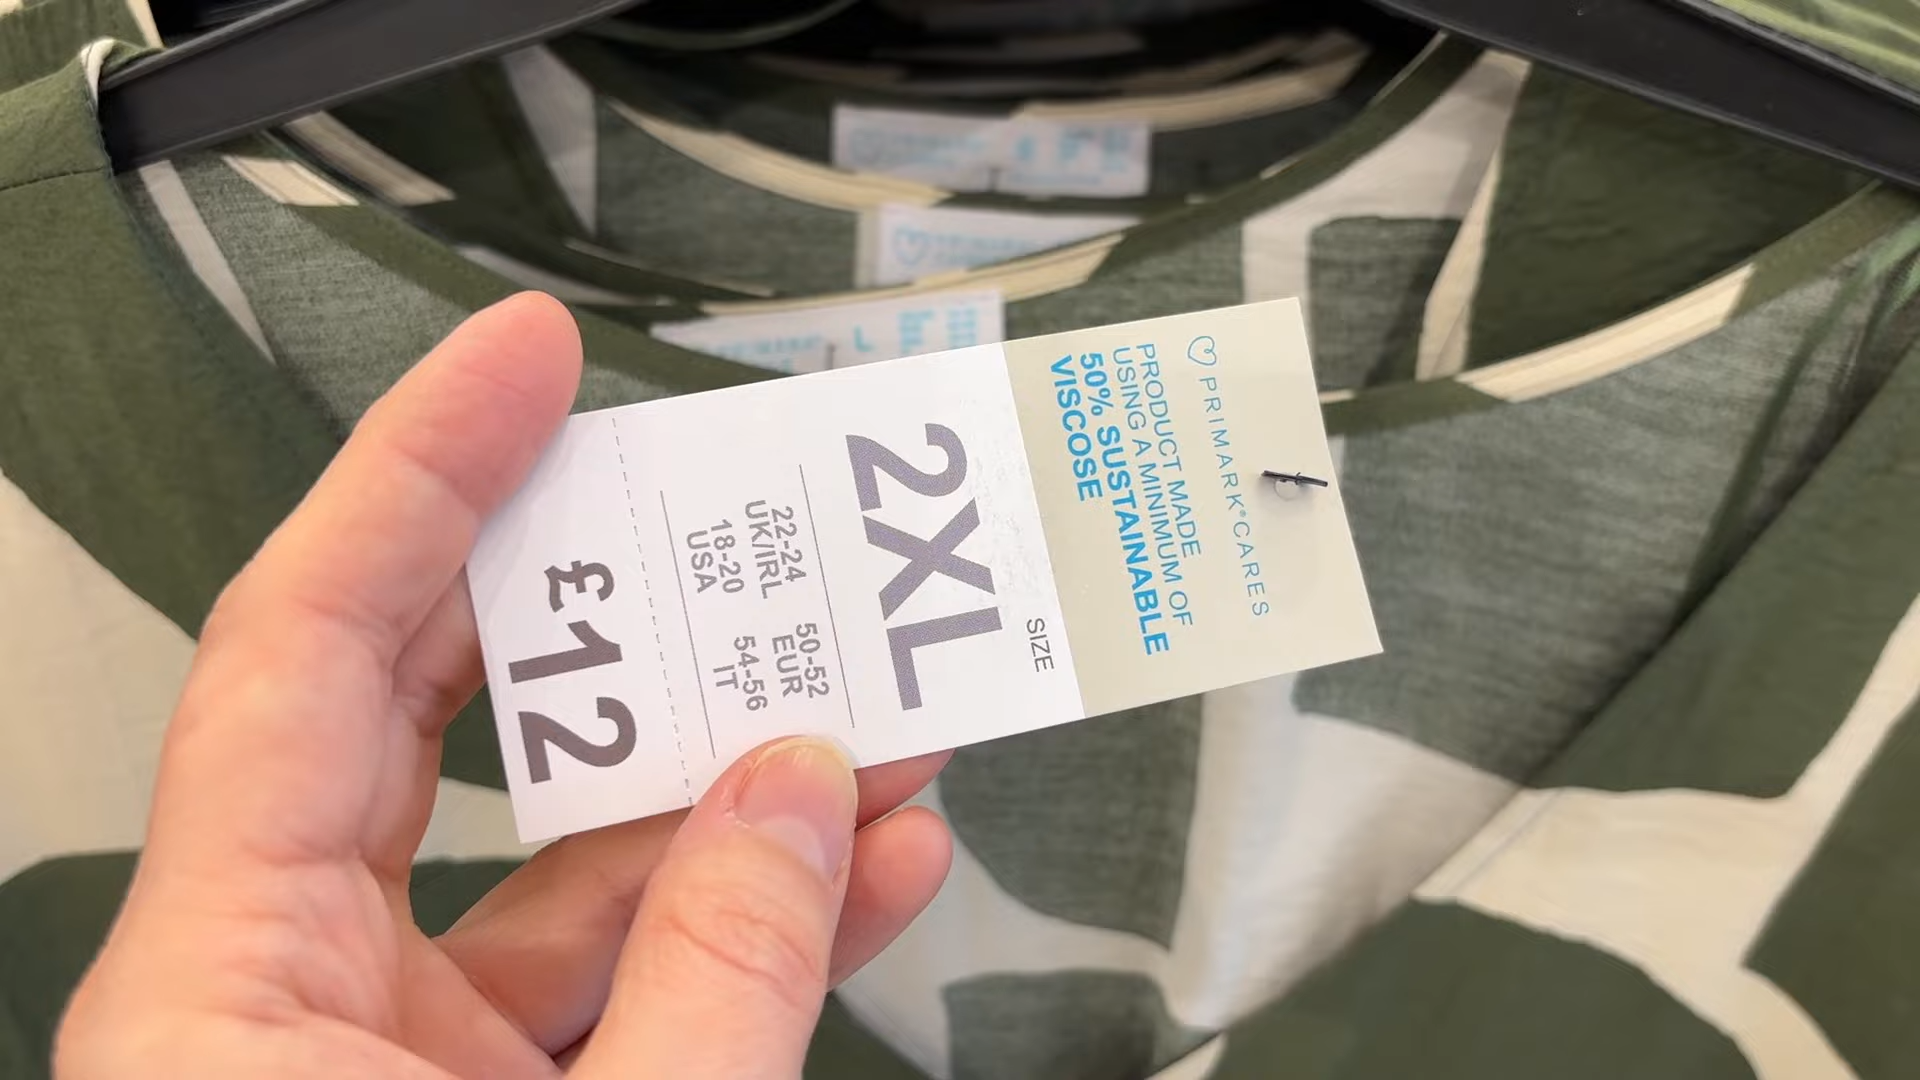 PRIMARK®CARES
PRODUCT MADE
USING A MINIMUM OF
50% SUSTAINABLE
VISCOSE
SIZE
2XL
22-24 50-52
UK/IRL EUR
18-20 54-56
USA IT
£12